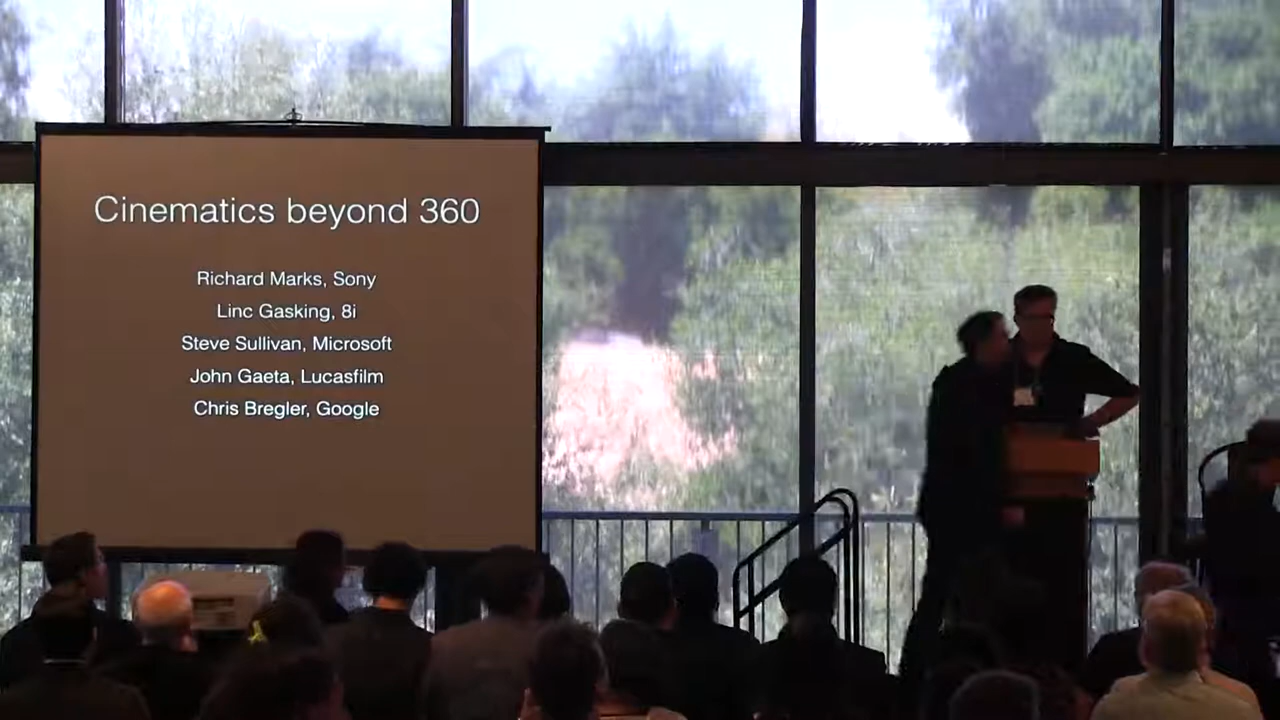 Cinematics beyond 360
Richard Marks, Sony
Linc Gasking, 8i
Steve Sullivan, Microsoft
John Gaeta, Lucasfilm
Chris Bregler, Google